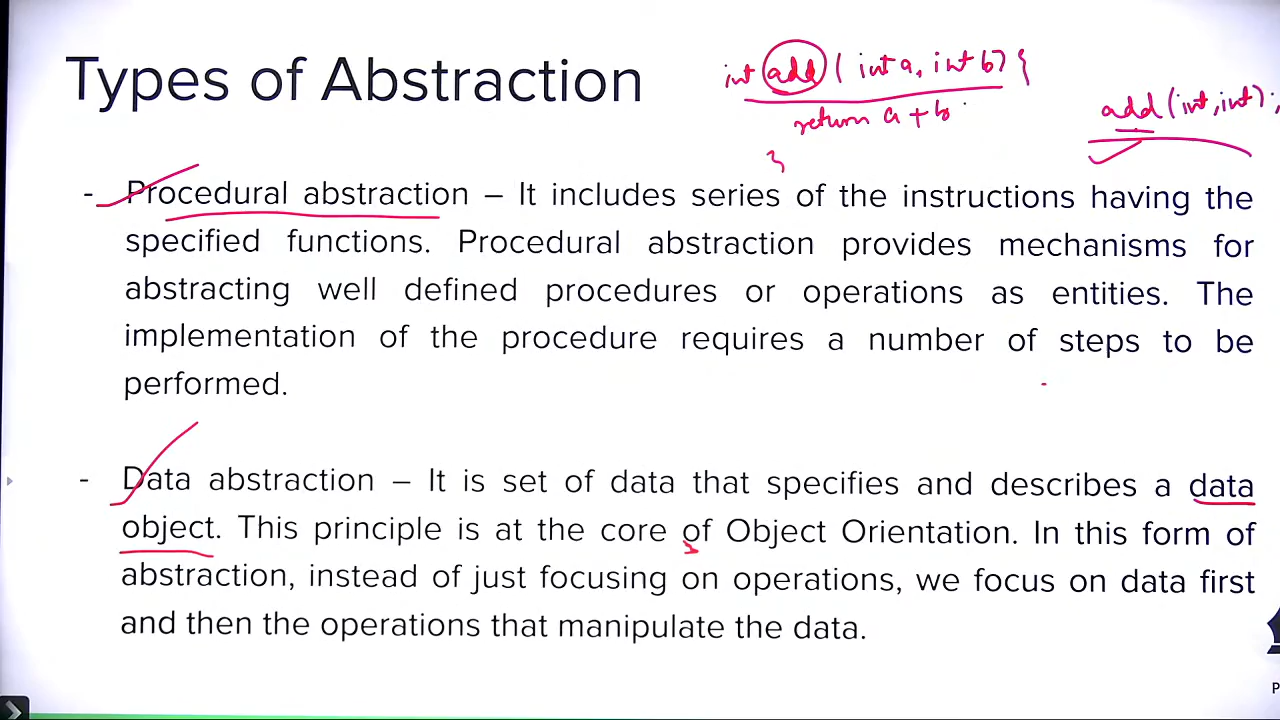 Types of Abstraction
int add ( int a, int b) {
return a + b
}
add(int, int);
- Procedural abstraction – It includes series of the instructions having the
specified functions. Procedural abstraction provides mechanisms for
abstracting well defined procedures or operations as entities. The
implementation of the procedure requires a number of steps to be
performed.
- Data abstraction – It is set of data that specifies and describes a data
object. This principle is at the core of Object Orientation. In this form of
abstraction, instead of just focusing on operations, we focus on data first
and then the operations that manipulate the data.
P